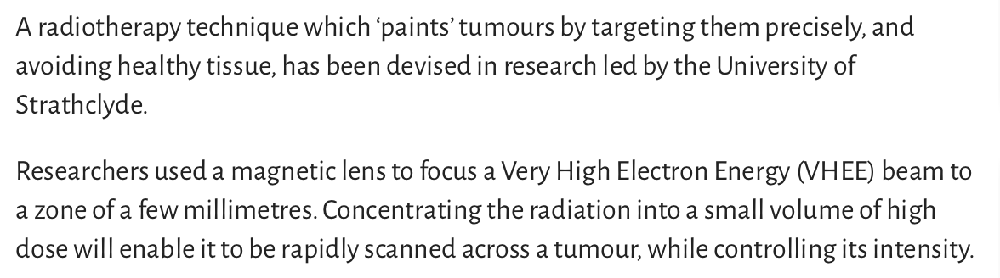 A radiotherapy technique which ‘paints’ tumours by targeting them precisely, and
avoiding healthy tissue, has been devised in research led by the University of
Strathclyde.
Researchers used a magnetic lens to focus a Very High Electron Energy (VHEE) beam to
a zone of a few millimetres. Concentrating the radiation into a small volume of high
dose will enable it to be rapidly scanned across a tumour, while controlling its intensity.